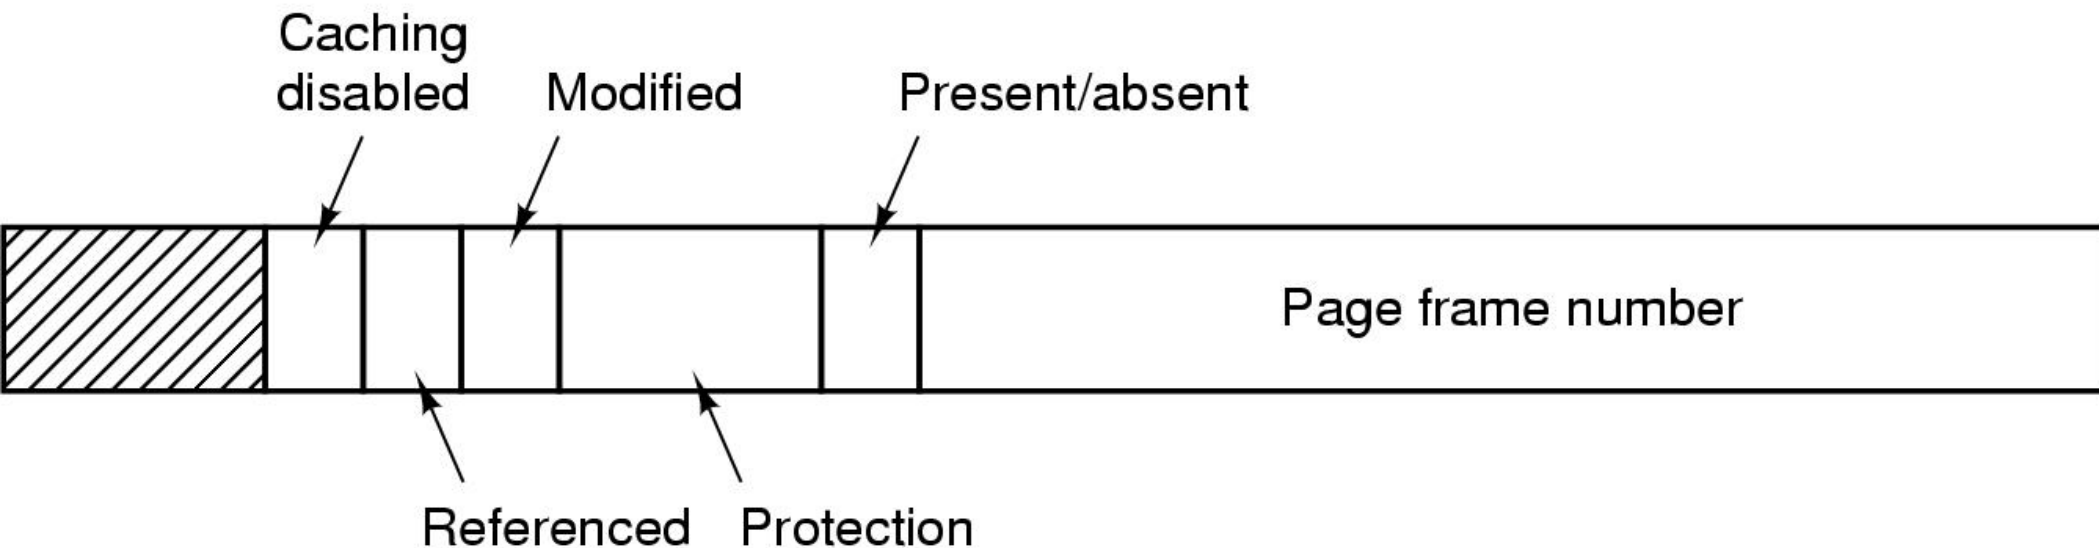 Caching
disabled
Modified
Present/absent
Page frame number
Referenced
Protection